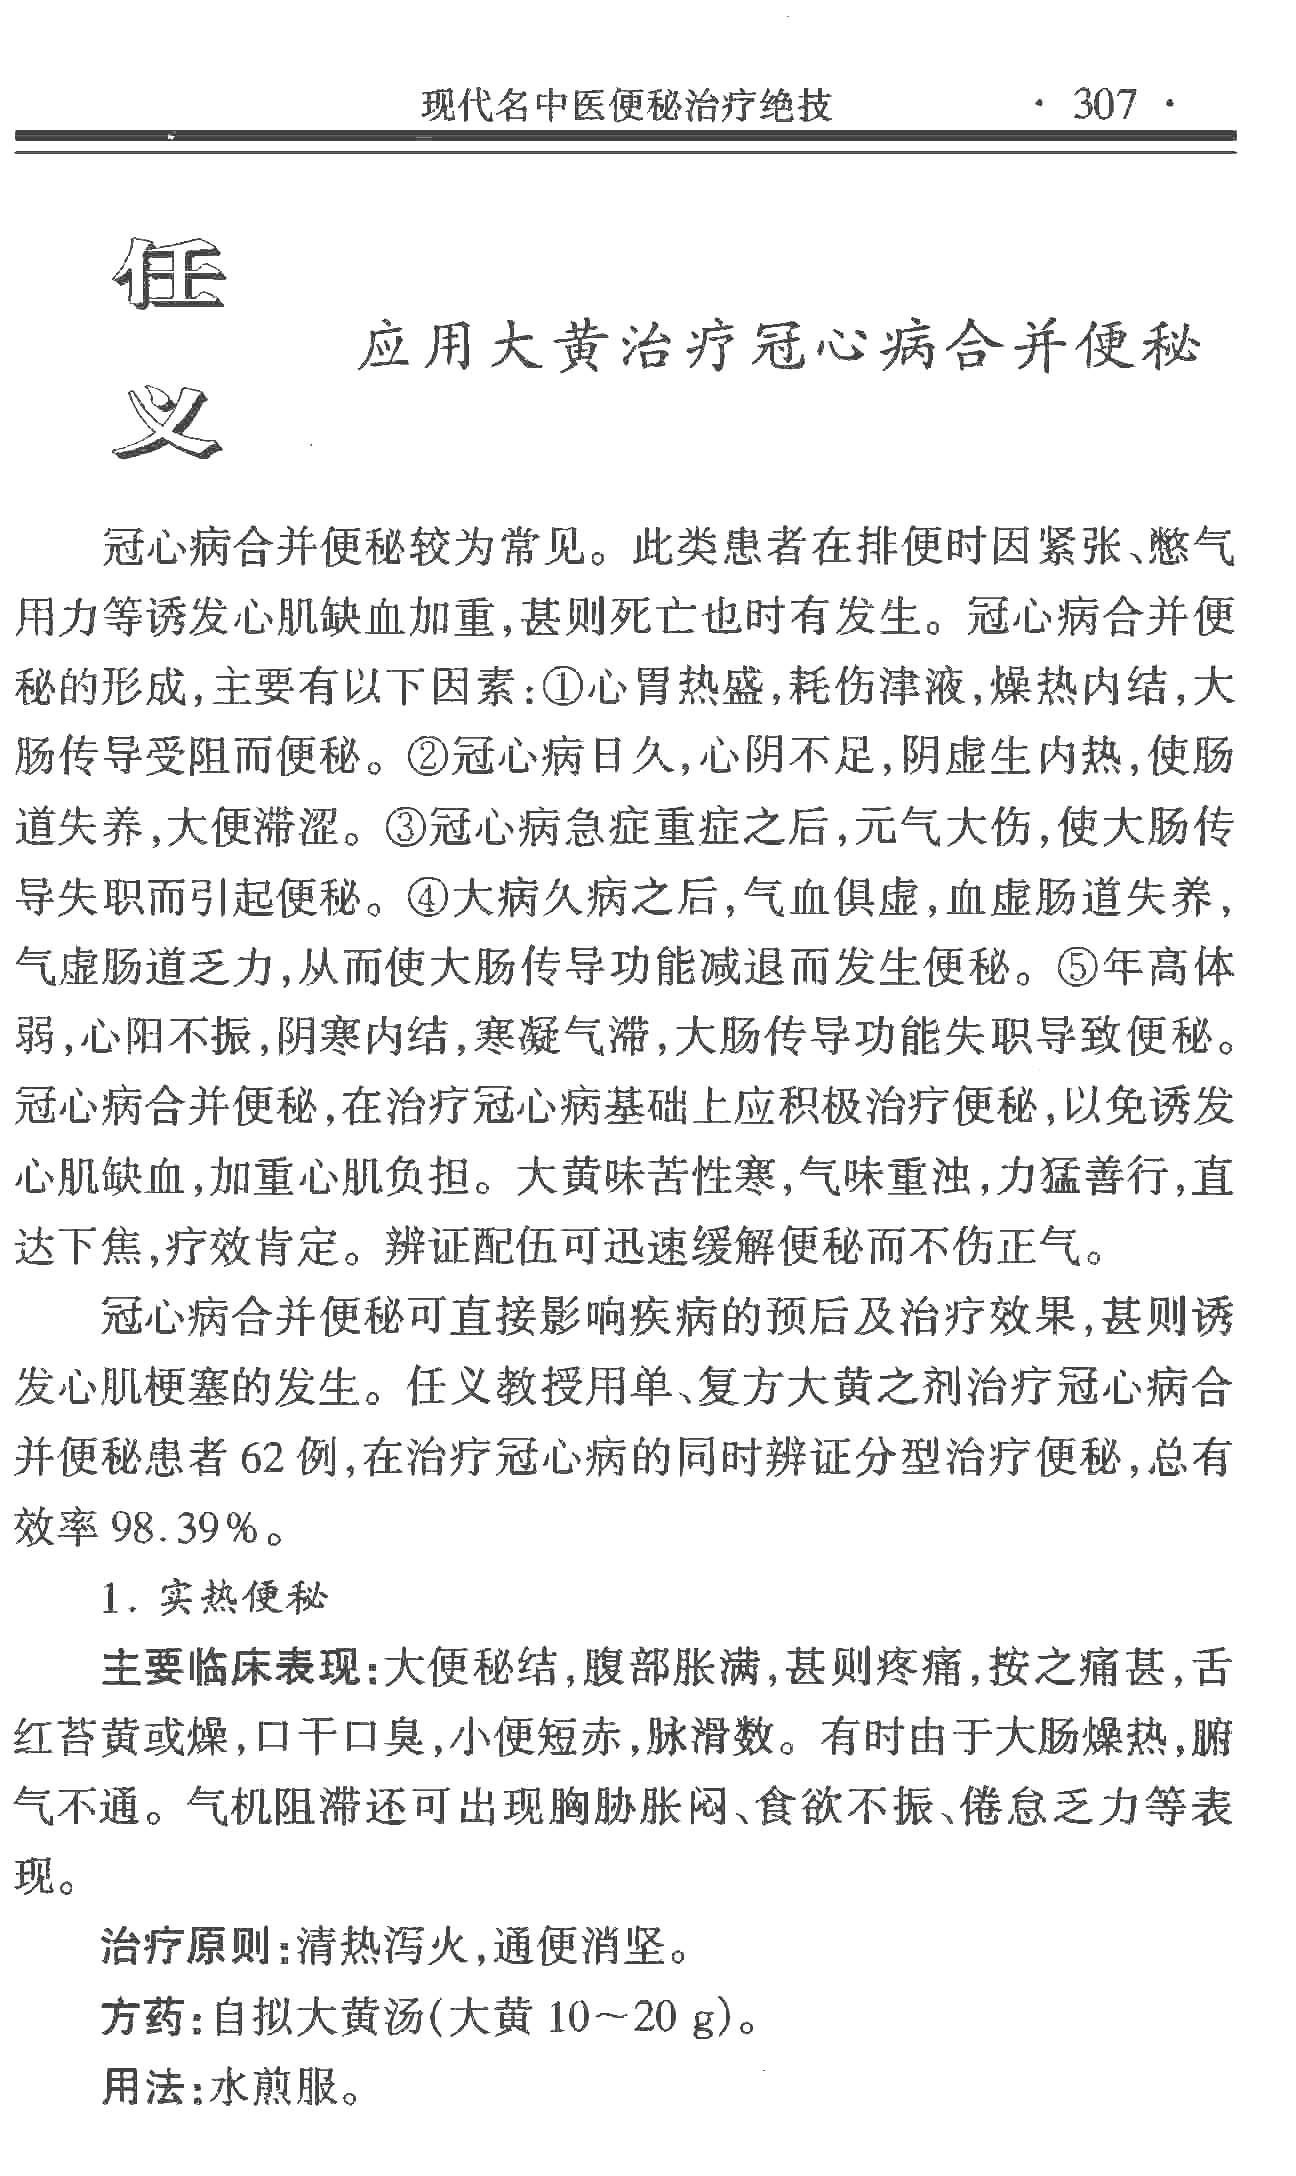 现代名中医便秘治疗绝技 · 307 ·
任
义
应用大黄治疗冠心病合并便秘
冠心病合并便秘较为常见。此类患者在排便时因紧张、憋气
用力等诱发心肌缺血加重,甚则死亡也时有发生。冠心病合并便
秘的形成,主要有以下因素:①心胃热盛,耗伤津液,燥热内结,大
肠传导受阻而便秘。②冠心病日久,心阴不足,阴虚生内热,使肠
道失养,大便滞涩。③冠心病急症重症之后,元气大伤,使大肠传
导失职而引起便秘。④大病久病之后,气血俱虚,血虚肠道失养,
气虚肠道乏力,从而使大肠传导功能减退而发生便秘。⑤年高体
弱,心阳不振,阴寒内结,寒凝气滞,大肠传导功能失职导致便秘。
冠心病合并便秘,在治疗冠心病基础上应积极治疗便秘,以免诱发
心肌缺血,加重心肌负担。大黄味苦性寒,气味重浊,力猛善行,直
达下焦,疗效肯定。辨证配伍可迅速缓解便秘而不伤正气。
冠心病合并便秘可直接影响疾病的预后及治疗效果,甚则诱
发心肌梗塞的发生。任义教授用单、复方大黄之剂治疗冠心病合
并便秘患者 62 例,在治疗冠心病的同时辨证分型治疗便秘,总有
效率 98.39%。
1. 实热便秘
主要临床表现:大便秘结,腹部胀满,甚则疼痛,按之痛甚,舌
红苔黄或燥,口干口臭,小便短赤,脉滑数。有时由于大肠燥热,腑
气不通。气机阻滞还可出现胸胁胀闷、食欲不振、倦怠乏力等表
现。
治疗原则:清热泻火,通便消坚。
方药:自拟大黄汤(大黄 10～20 g)。
用法:水煎服。